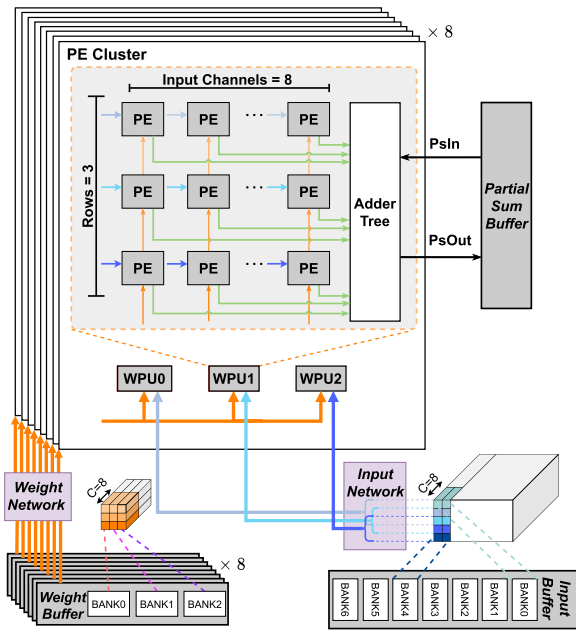 × 8
PE Cluster
Input Channels = 8
Rows = 3
PE PE ··· PE
PE PE ··· PE
PE PE ··· PE
Adder
Tree
PsIn
PsOut
Partial
Sum
Buffer
WPU0 WPU1 WPU2
Weight
Network
C=8
Input
Network
C=8
× 8
Weight
Buffer
BANK0 BANK1 BANK2
BANK6 BANK5 BANK4 BANK3 BANK2 BANK1 BANK0
Input
Buffer